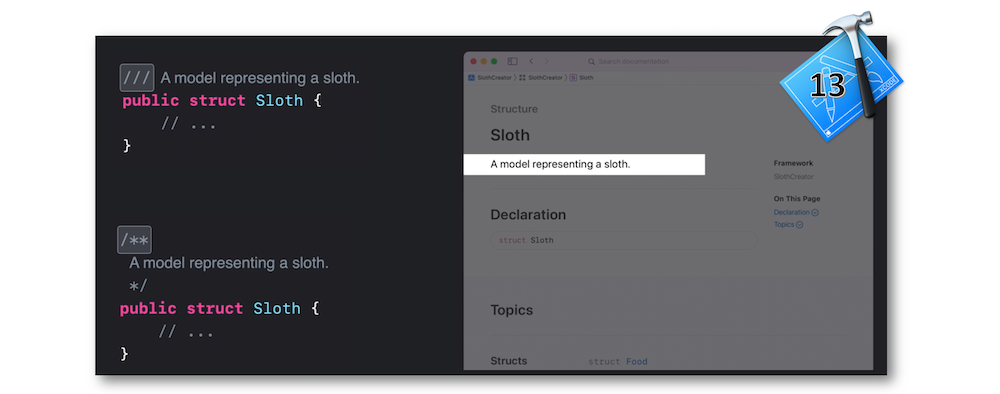 /// A model representing a sloth.
public struct Sloth {
// ...
}
/**
A model representing a sloth.
*/
public struct Sloth {
// ...
}
Search documentation
SlothCreator 〉 SlothCreator 〉 S Sloth
Structure
Sloth
A model representing a sloth.
Declaration
struct Sloth
Topics
Structs struct Food
Framework
SlothCreator
On This Page
Declaration
Topics
13
XCODE